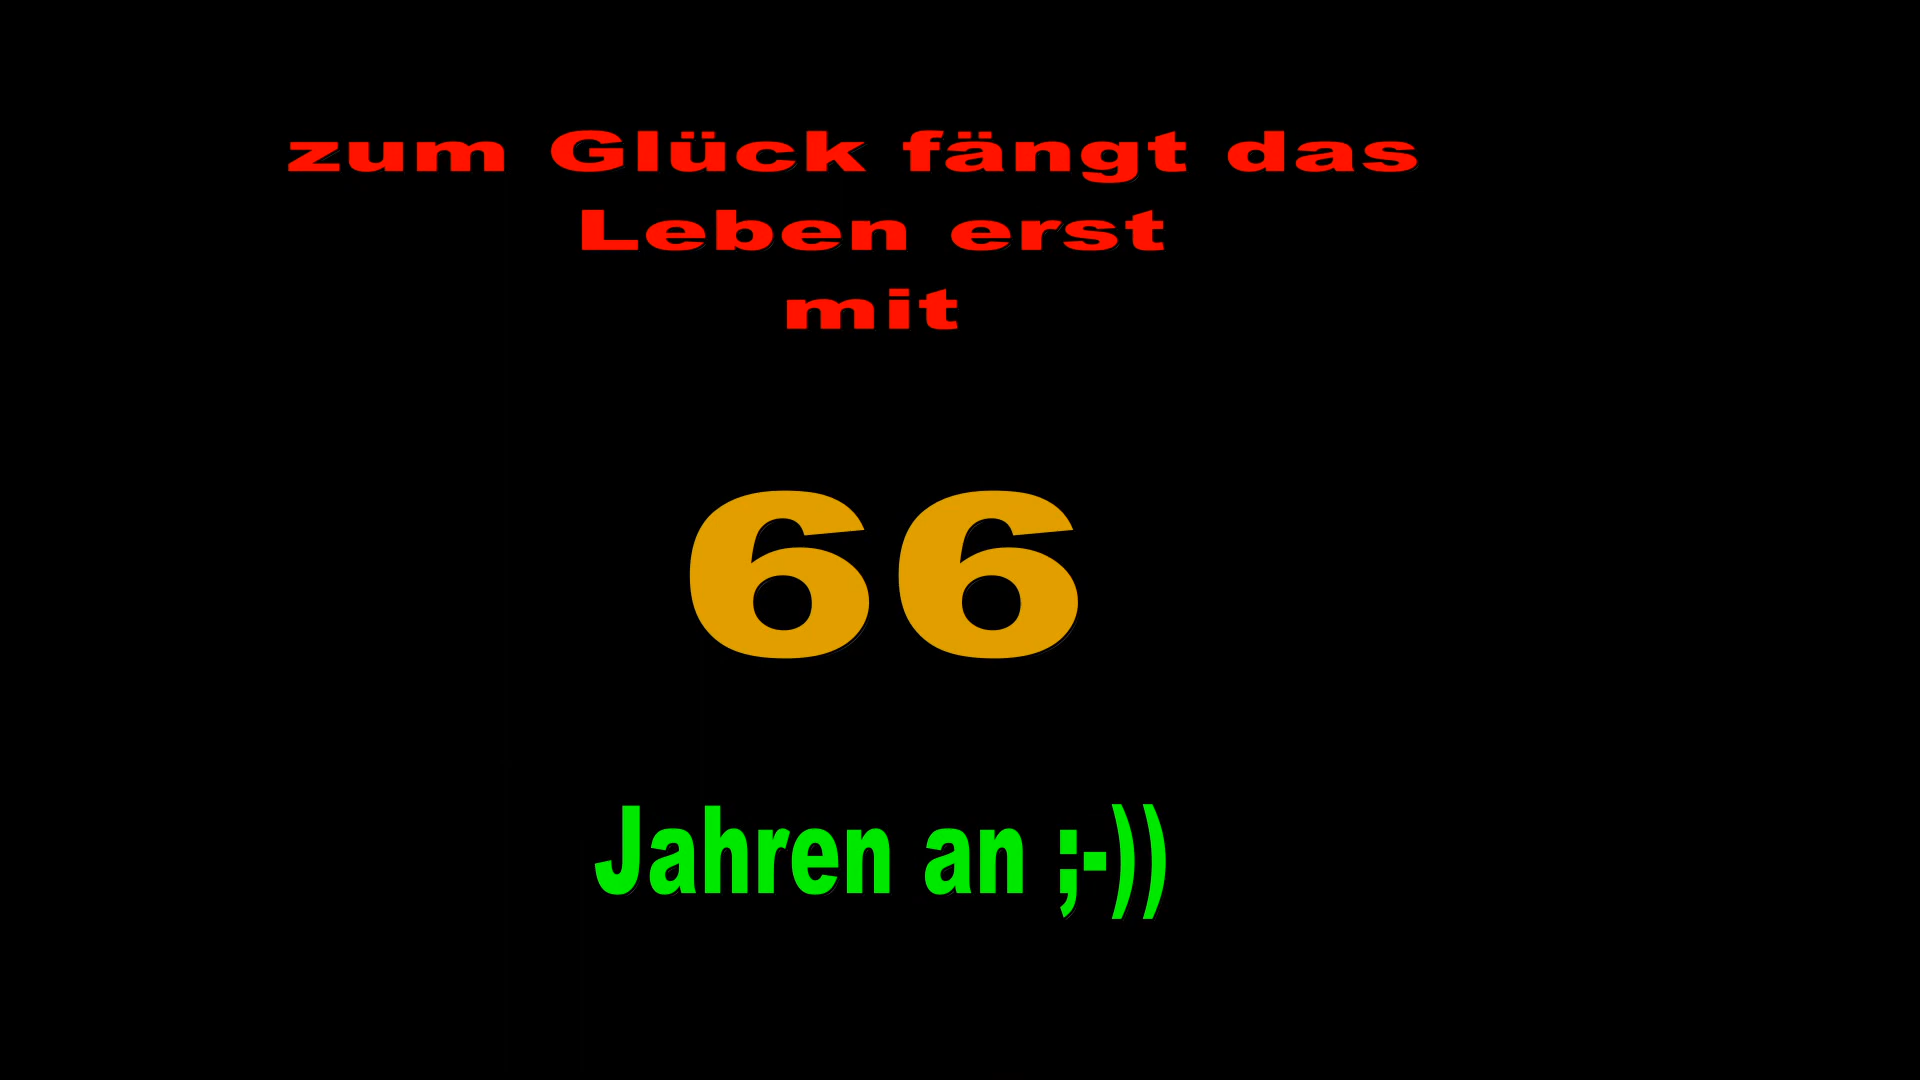 zum Glück fängt das
Leben erst
mit
66
Jahren an ;-))